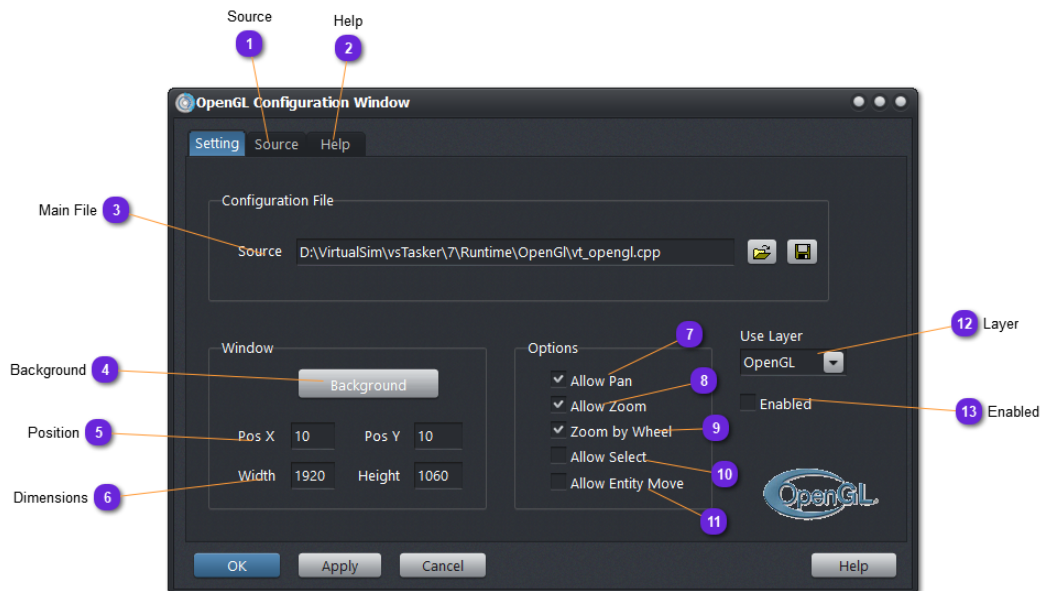 Source
1
Help
2
OpenGL Configuration Window
Setting Source Help
Main File 3
Configuration File
Source D:\VirtualSim\vsTasker\7\Runtime\OpenGl\vt_opengl.cpp
Window
Background 4
Background
Position 5
Pos X 10 Pos Y 10
Width 1920 Height 1060
Dimensions 6
Options
7
Allow Pan
8
Allow Zoom
Zoom by Wheel 9
Allow Select
10
Allow Entity Move
11
12 Layer
Use Layer
OpenGL
Enabled
13 Enabled
OpenGL.
OK Apply Cancel Help